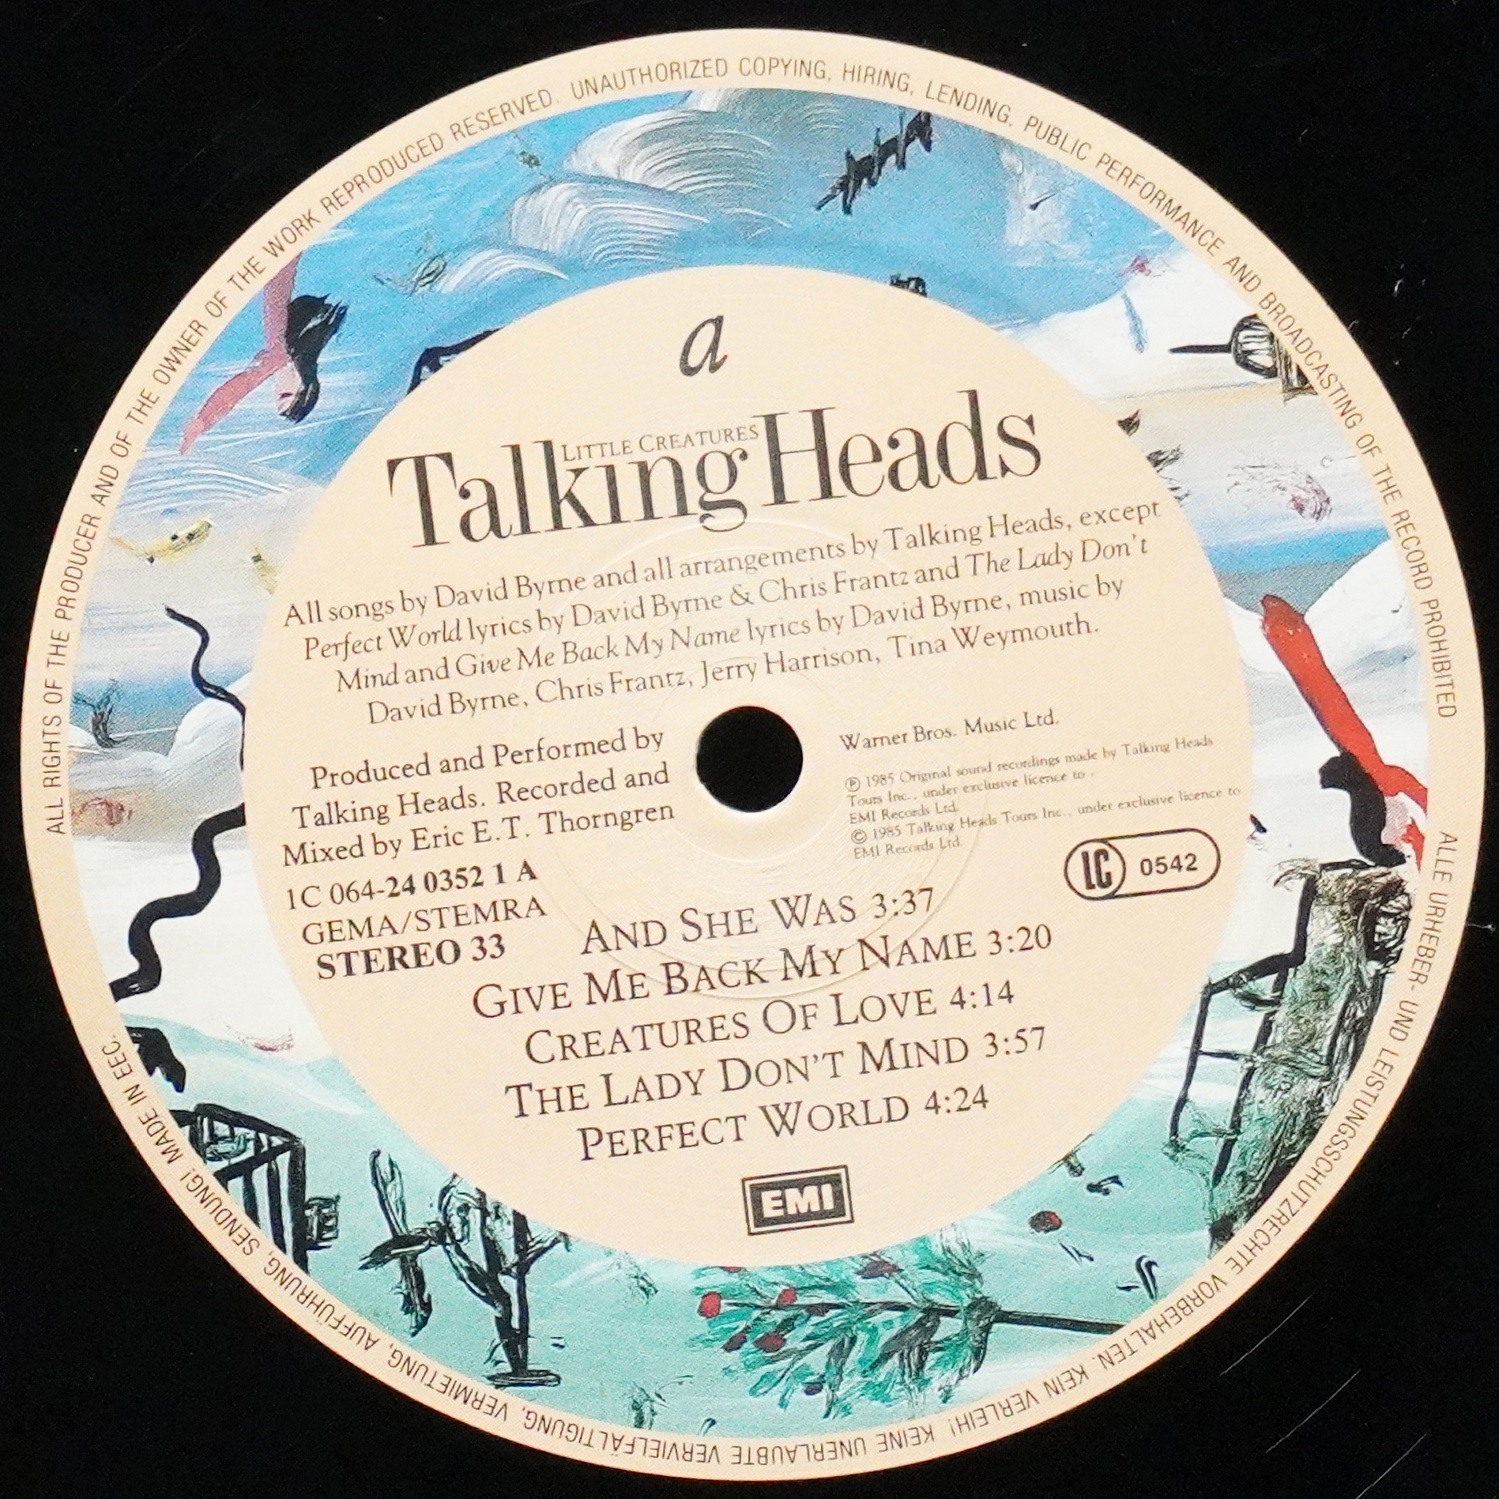 ALL RIGHTS OF THE PRODUCER AND OF THE OWNER OF THE WORK REPRODUCED RESERVED. UNAUTHORIZED COPYING, HIRING, LENDING, PUBLIC PERFORMANCE AND BROADCASTING OF THE RECORD PROHIBITED
a
LITTLE CREATURES
Talking Heads
All songs by David Byrne and all arrangements by Talking Heads, except
Perfect World lyrics by David Byrne & Chris Frantz and The Lady Don't
Mind and Give Me Back My Name lyrics by David Byrne, music by
David Byrne, Chris Frantz, Jerry Harrison, Tina Weymouth.
Produced and Performed by
Talking Heads. Recorded and
Mixed by Eric E.T. Thorngren
1C 064-24 0352 1 A
GEMA/STEMRA
STEREO 33
Warner Bros. Music Ltd.
℗ 1985 Original sound recordings made by Talking Heads
Tours Inc., under exclusive licence to
EMI Records Ltd.
© 1985 Talking Heads Tours Inc., under exclusive licence to
EMI Records Ltd.
LC 0542
AND SHE WAS 3:37
GIVE ME BACK MY NAME 3:20
CREATURES OF LOVE 4:14
THE LADY DON'T MIND 3:57
PERFECT WORLD 4:24
EMI
ALLE URHEBER- UND LEISTUNGSSCHUTZRECHTE VORBEHALTEN. KEIN VERLEIH! KEINE UNERLAUBTE VERVIELFÄLTIGUNG, VERMIETUNG, AUFFÜHRUNG, SENDUNG! MADE IN EEC.